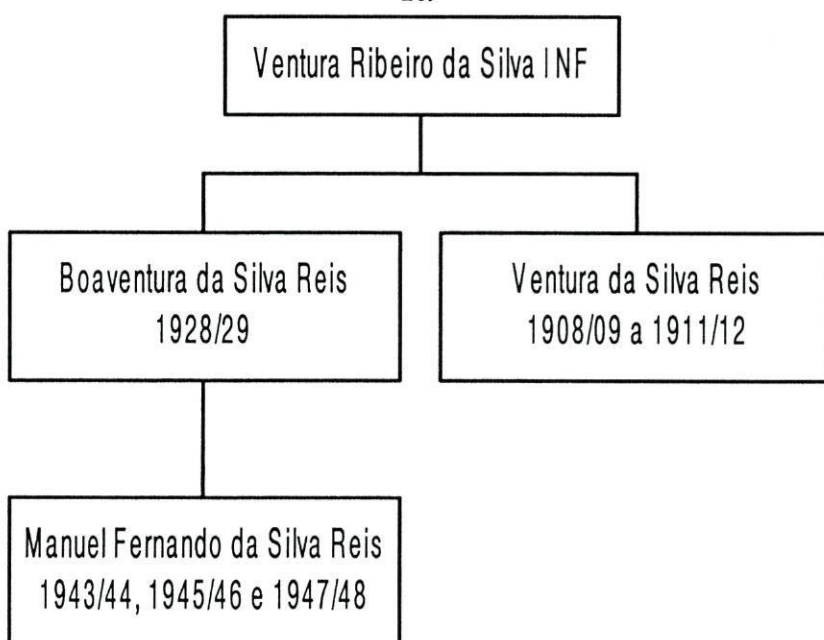 Ventura Ribeiro da Silva INF
Boaventura da Silva Reis
1928/29
Ventura da Silva Reis
1908/09 a 1911/12
Manuel Fernando da Silva Reis
1943/44, 1945/46 e 1947/48